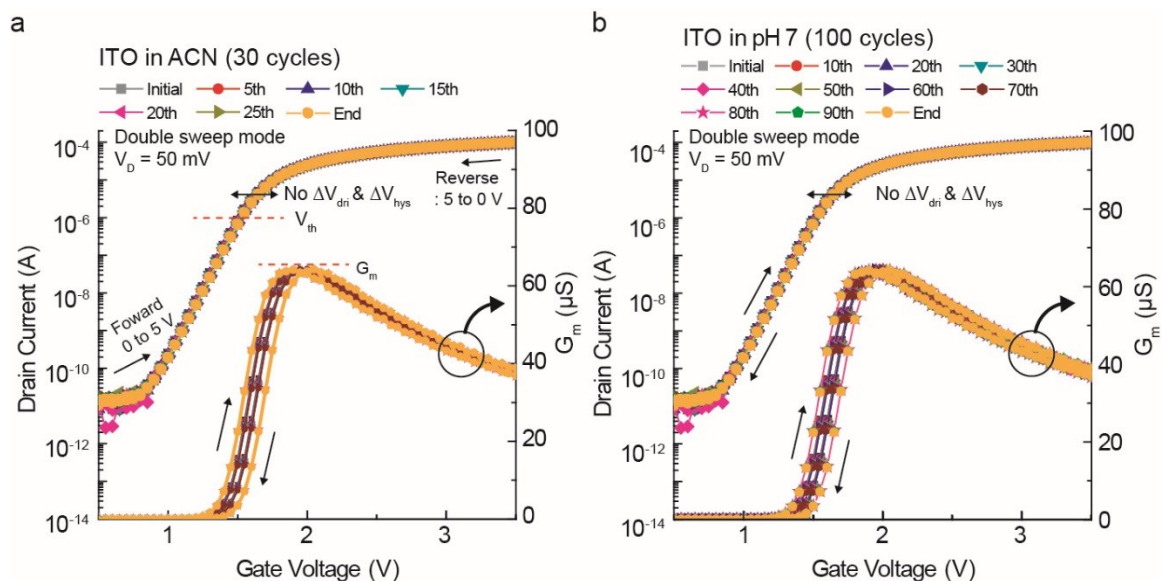 a
ITO in ACN (30 cycles)
Initial 5th 10th 15th
20th 25th End
Double sweep mode
V_D = 50 mV
Reverse
: 5 to 0 V
No ΔV_dri & ΔV_hys
V_th
G_m
Foward
0 to 5 V
10⁻⁴
10⁻⁶
10⁻⁸
10⁻¹⁰
10⁻¹²
10⁻¹⁴
Drain Current (A)
1 2 3
Gate Voltage (V)
100
80
60
40
20
0
G_m (µS)
b
ITO in pH 7 (100 cycles)
Initial 10th 20th 30th
40th 50th 60th 70th
80th 90th End
Double sweep mode
V_D = 50 mV
No ΔV_dri & ΔV_hys
10⁻⁴
10⁻⁶
10⁻⁸
10⁻¹⁰
10⁻¹²
10⁻¹⁴
Drain Current (A)
1 2 3
Gate Voltage (V)
100
80
60
40
20
0
G_m (µS)